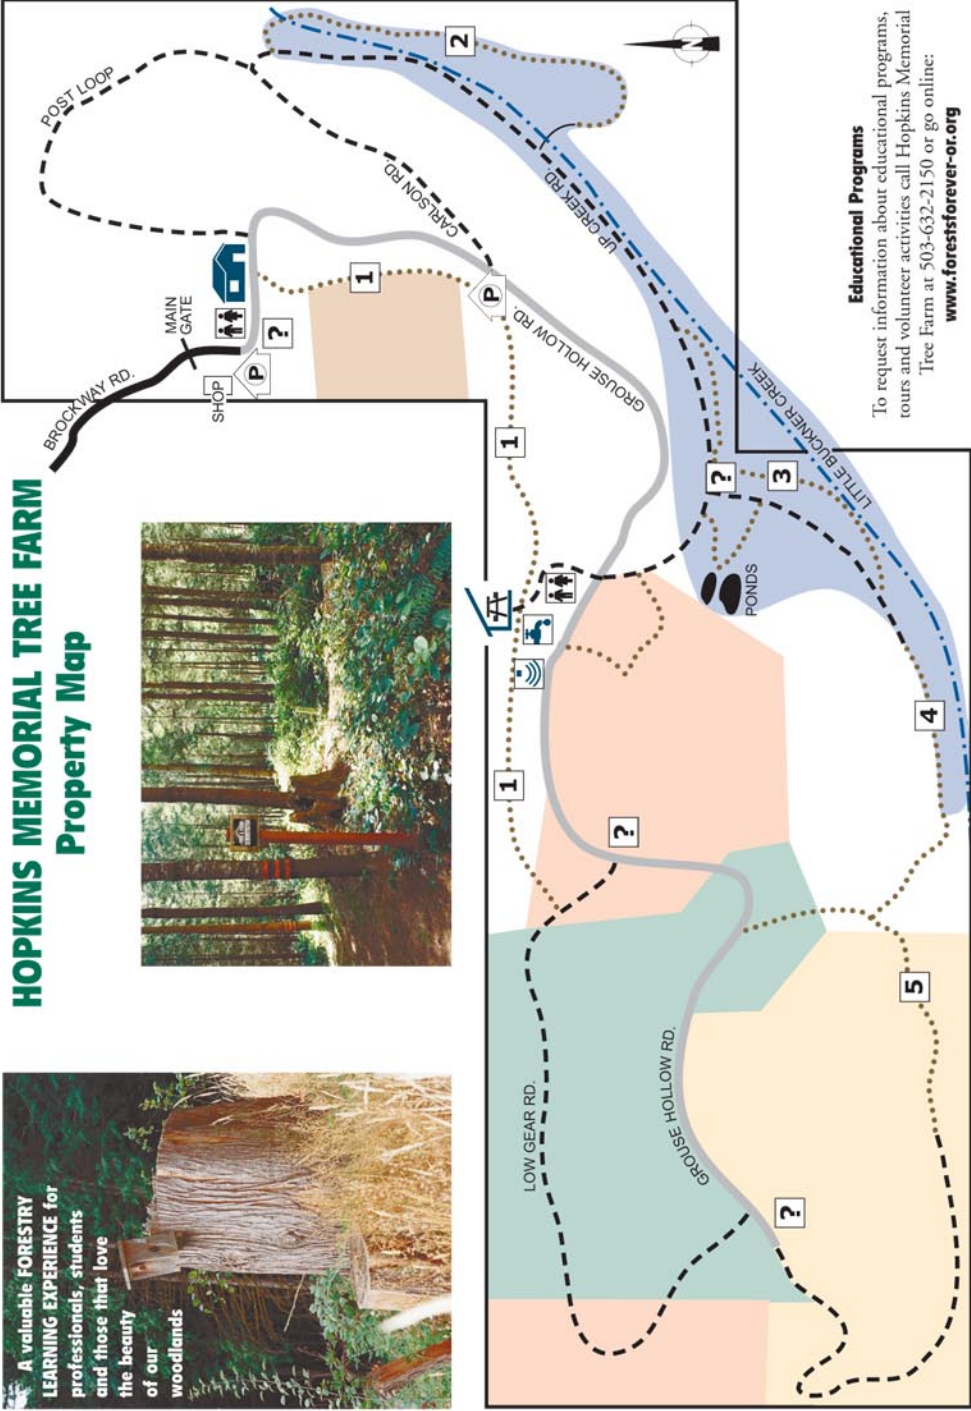 HOPKINS MEMORIAL TREE FARM
Property Map
A valuable FORESTRY
LEARNING EXPERIENCE for
professionals, students
and those that love
the beauty
of our
woodlands
BROCKWAY RD.
MAIN
GATE
SHOP
P
?
POST LOOP
CARLSON RD.
1
P
GROUSE HOLLOW RD.
GROUSE HOLLOW RD.
UP CREEK RD.
2
N
1
?
3
LITTLE BUCKNER CREEK
PONDS
1
?
4
5
LOW GEAR RD.
GROUSE HOLLOW RD.
?
Educational Programs
To request information about educational programs,
tours and volunteer activities call Hopkins Memorial
Tree Farm at 503-632-2150 or go online:
www.forestsforever-or.org